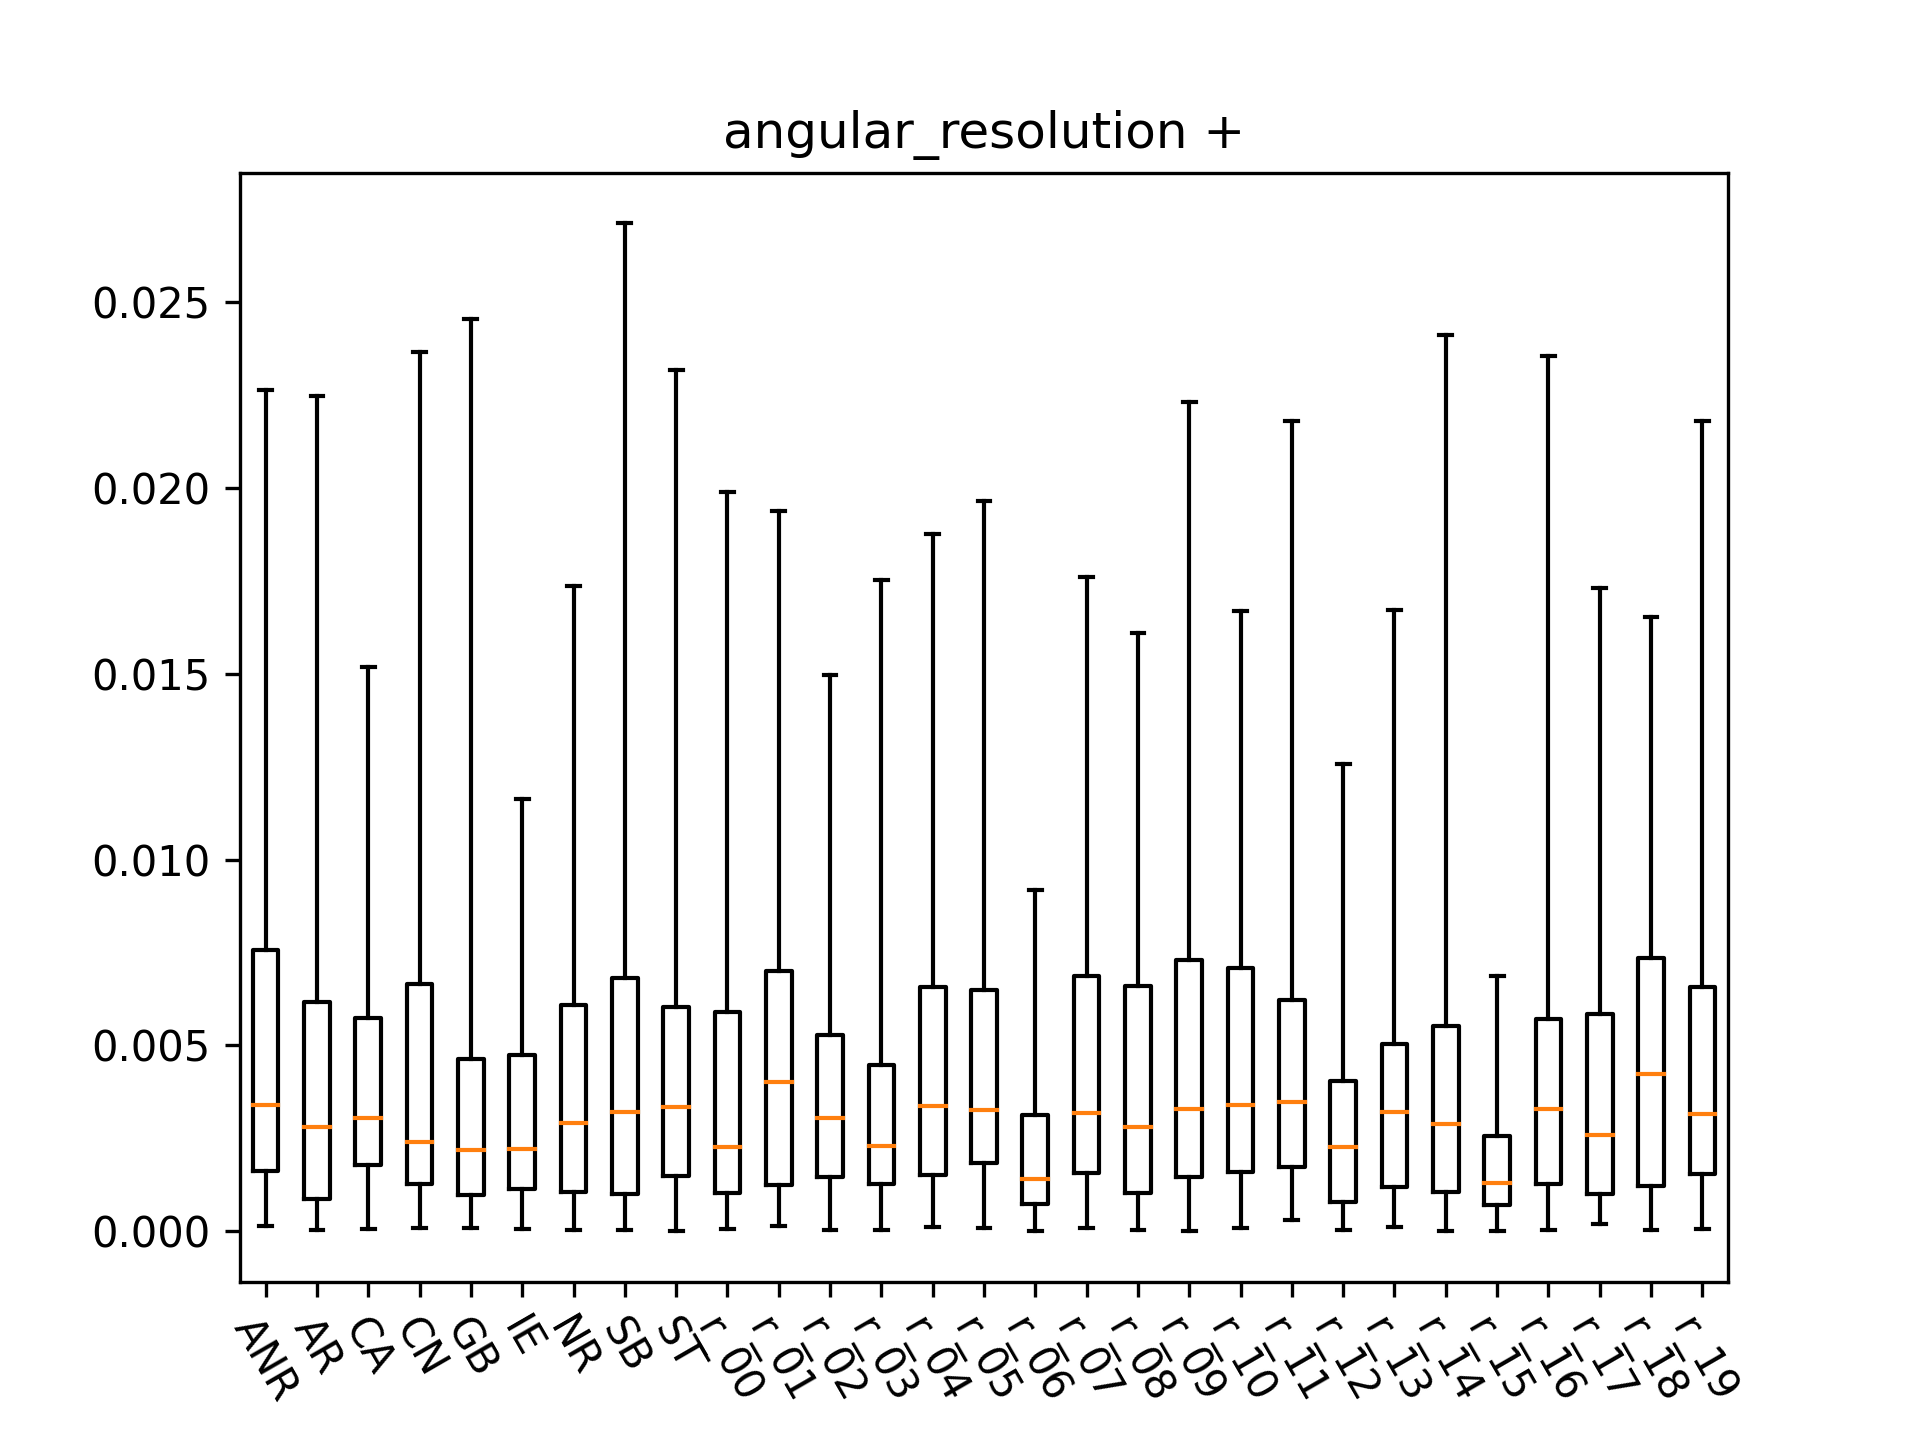 angular_resolution +
0.025
0.020
0.015
0.010
0.005
0.000
ANR
AR
CA
CN
GB
IE
NR
SB
ST
r_00
r_01
r_02
r_03
r_04
r_05
r_06
r_07
r_08
r_09
r_10
r_11
r_12
r_13
r_14
r_15
r_16
r_17
r_18
r_19